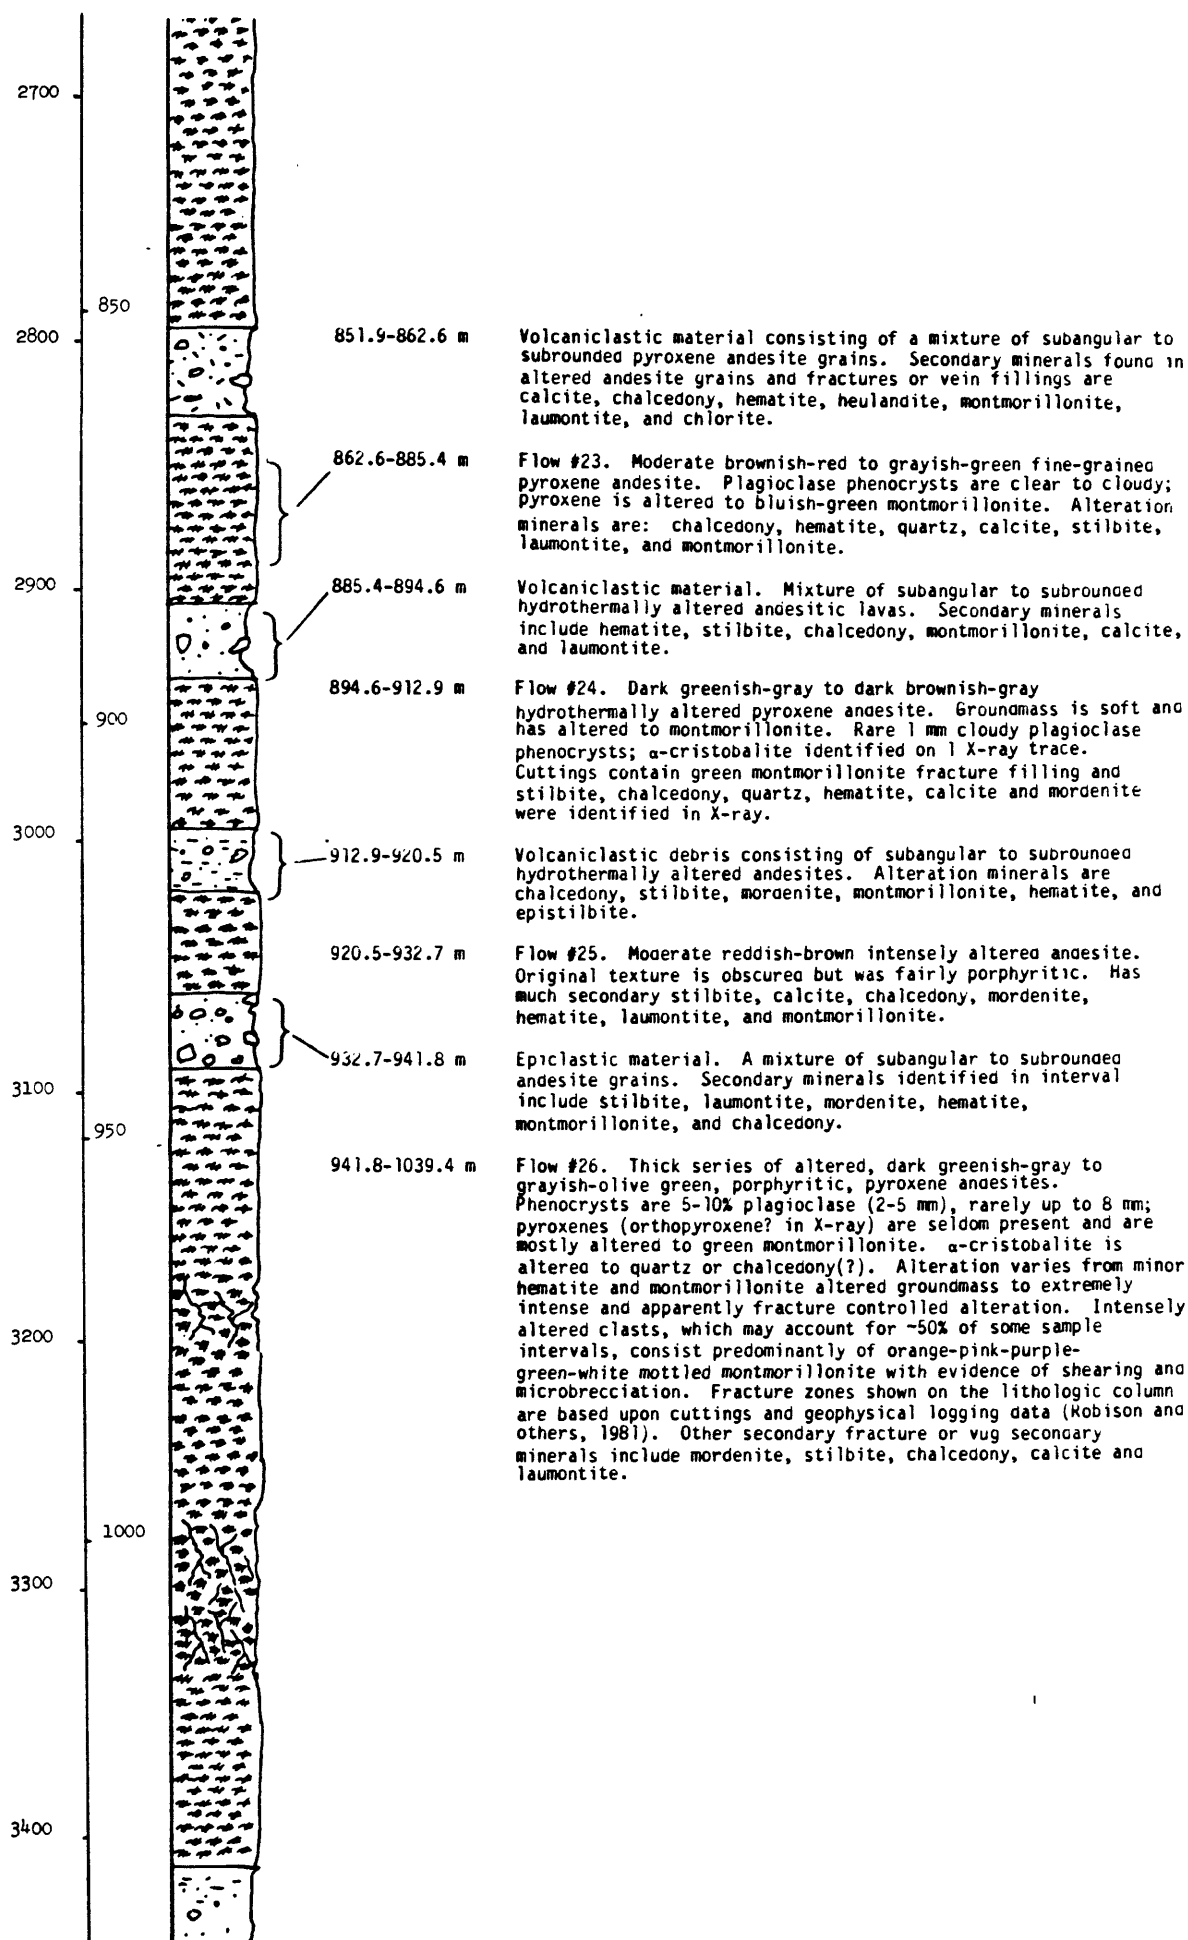 2700
850
2800
851.9-862.6 m Volcaniclastic material consisting of a mixture of subangular to
subrounded pyroxene andesite grains. Secondary minerals found in
altered andesite grains and fractures or vein fillings are
calcite, chalcedony, hematite, heulandite, montmorillonite,
laumontite, and chlorite.
862.6-885.4 m Flow #23. Moderate brownish-red to grayish-green fine-grained
pyroxene andesite. Plagioclase phenocrysts are clear to cloudy;
pyroxene is altered to bluish-green montmorillonite. Alteration
minerals are: chalcedony, hematite, quartz, calcite, stilbite,
laumontite, and montmorillonite.
2900
885.4-894.6 m Volcaniclastic material. Mixture of subangular to subrounded
hydrothermally altered andesitic lavas. Secondary minerals
include hematite, stilbite, chalcedony, montmorillonite, calcite,
and laumontite.
894.6-912.9 m Flow #24. Dark greenish-gray to dark brownish-gray
900
hydrothermally altered pyroxene andesite. Groundmass is soft and
has altered to montmorillonite. Rare 1 mm cloudy plagioclase
phenocrysts; α-cristobalite identified on 1 X-ray trace.
Cuttings contain green montmorillonite fracture filling and
stilbite, chalcedony, quartz, hematite, calcite and mordenite
were identified in X-ray.
3000
912.9-920.5 m Volcaniclastic debris consisting of subangular to subrounded
hydrothermally altered andesites. Alteration minerals are
chalcedony, stilbite, mordenite, montmorillonite, hematite, and
epistilbite.
920.5-932.7 m Flow #25. Moderate reddish-brown intensely altered andesite.
Original texture is obscured but was fairly porphyritic. Has
much secondary stilbite, calcite, chalcedony, mordenite,
hematite, laumontite, and montmorillonite.
932.7-941.8 m Epiclastic material. A mixture of subangular to subrounded
andesite grains. Secondary minerals identified in interval
include stilbite, laumontite, mordenite, hematite,
montmorillonite, and chalcedony.
3100
950
941.8-1039.4 m Flow #26. Thick series of altered, dark greenish-gray to
grayish-olive green, porphyritic, pyroxene andesites.
Phenocrysts are 5-10% plagioclase (2-5 mm), rarely up to 8 mm;
pyroxenes (orthopyroxene? in X-ray) are seldom present and are
mostly altered to green montmorillonite. α-cristobalite is
altered to quartz or chalcedony(?). Alteration varies from minor
hematite and montmorillonite altered groundmass to extremely
intense and apparently fracture controlled alteration. Intensely
altered clasts, which may account for ~50% of some sample
intervals, consist predominantly of orange-pink-purple-
green-white mottled montmorillonite with evidence of shearing and
microbrecciation. Fracture zones shown on the lithologic column
are based upon cuttings and geophysical logging data (Robison and
others, 1981). Other secondary fracture or vug secondary
minerals include mordenite, stilbite, chalcedony, calcite and
laumontite.
3200
1000
3300
3400